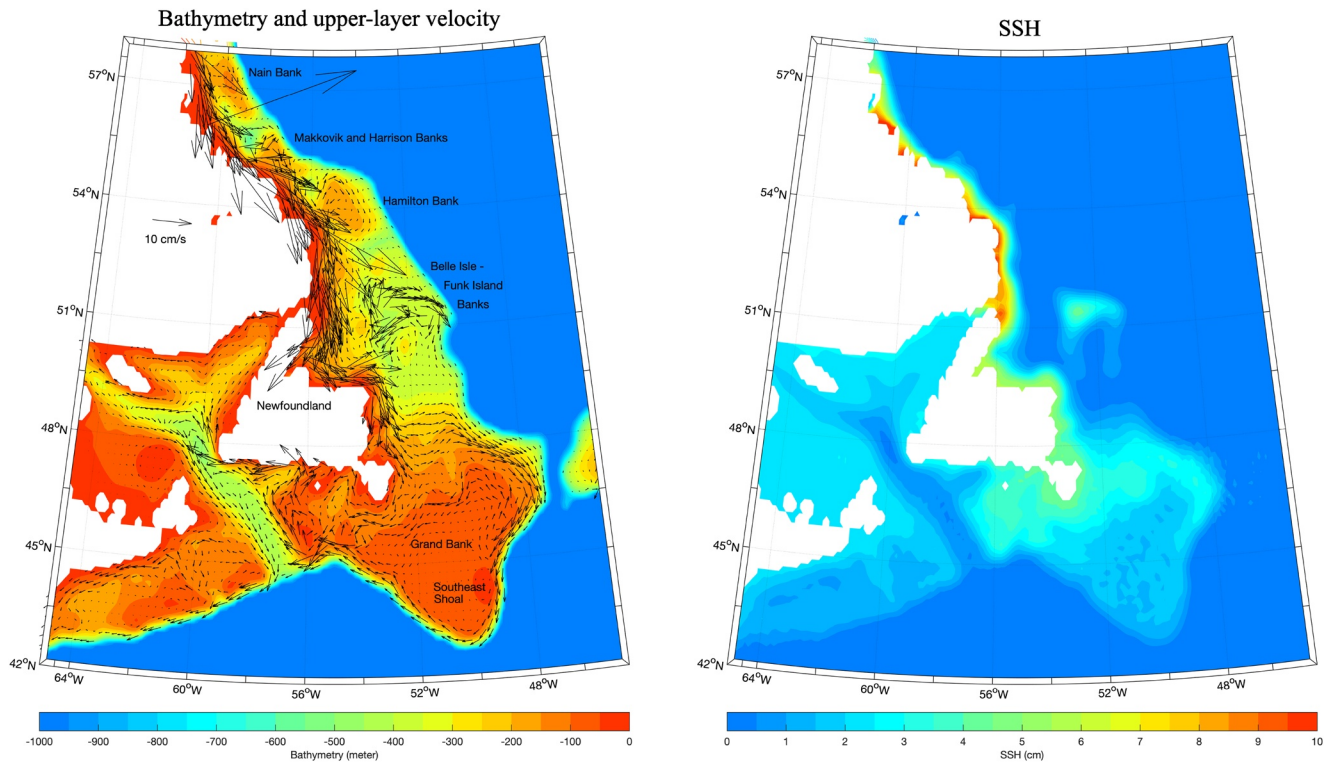 Bathymetry and upper-layer velocity
57°N
54°N
51°N
48°N
45°N
42°N
64°W
60°W
56°W
52°W
48°W
Nain Bank
Makkovik and Harrison Banks
Hamilton Bank
10 cm/s
Belle Isle -
Funk Island
Banks
Newfoundland
Grand Bank
Southeast
Shoal
-1000 -900 -800 -700 -600 -500 -400 -300 -200 -100 0
Bathymetry (meter)
SSH
57°N
54°N
51°N
48°N
45°N
42°N
64°W
60°W
56°W
52°W
48°W
0 1 2 3 4 5 6 7 8 9 10
SSH (cm)